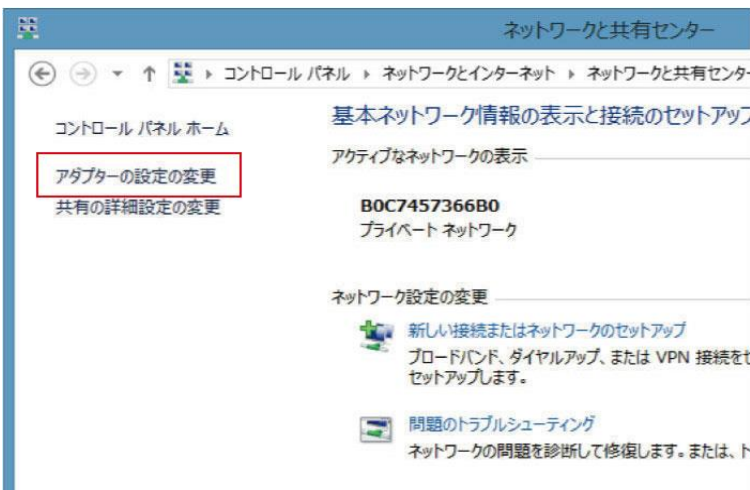 ネットワークと共有センター
コントロール パネル ▸ ネットワークとインターネット ▸ ネットワークと共有センター
コントロール パネル ホーム
アダプターの設定の変更
共有の詳細設定の変更
基本ネットワーク情報の表示と接続のセットアップ
アクティブなネットワークの表示
B0C7457366B0
プライベート ネットワーク
ネットワーク設定の変更
新しい接続またはネットワークのセットアップ
ブロードバンド、ダイヤルアップ、または VPN 接続を
セットアップします。
問題のトラブルシューティング
ネットワークの問題を診断して修復します。または、